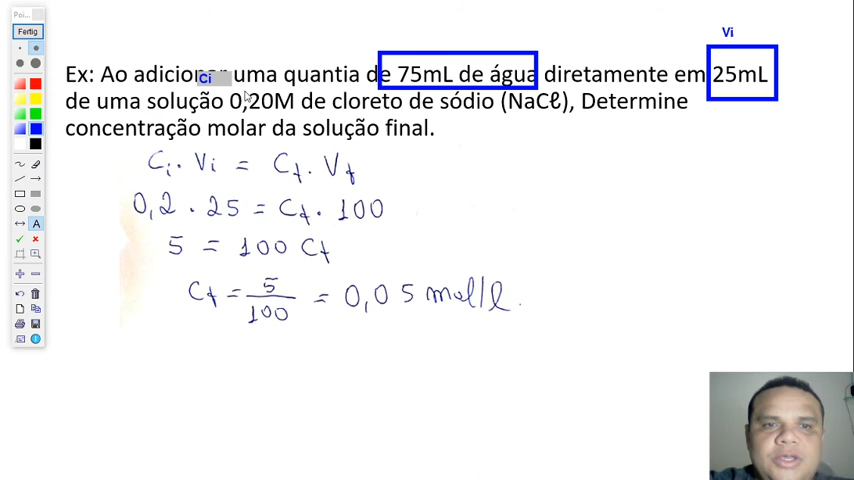 Poi...
Fertig
Vi
Ex: Ao adicionar uma quantia de 75mL de água diretamente em 25mL
Ci
de uma solução 0,20M de cloreto de sódio (NaCℓ), Determine
concentração molar da solução final.
Ci . Vi = Cf . Vf
0,2 . 25 = Cf . 100
5 = 100 Cf
Cf = 5/100 = 0,05 mol/l.
A